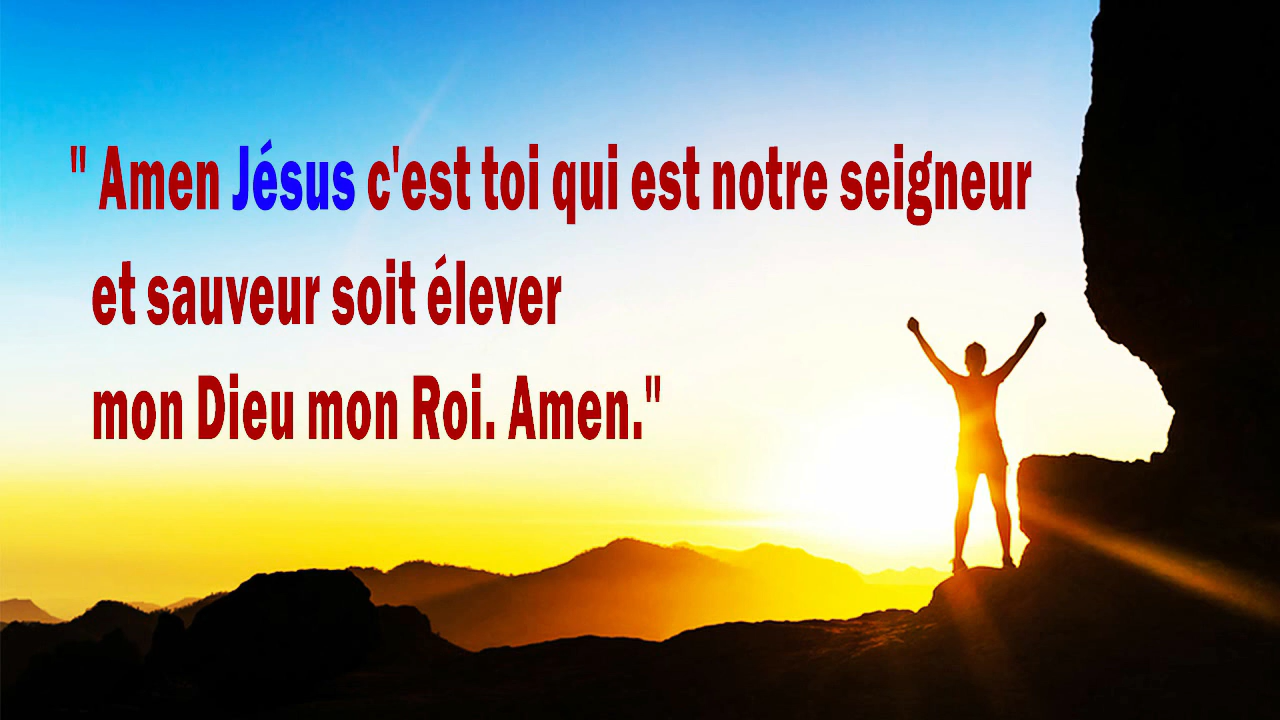 " Amen Jésus c'est toi qui est notre seigneur
et sauveur soit élever
mon Dieu mon Roi. Amen."